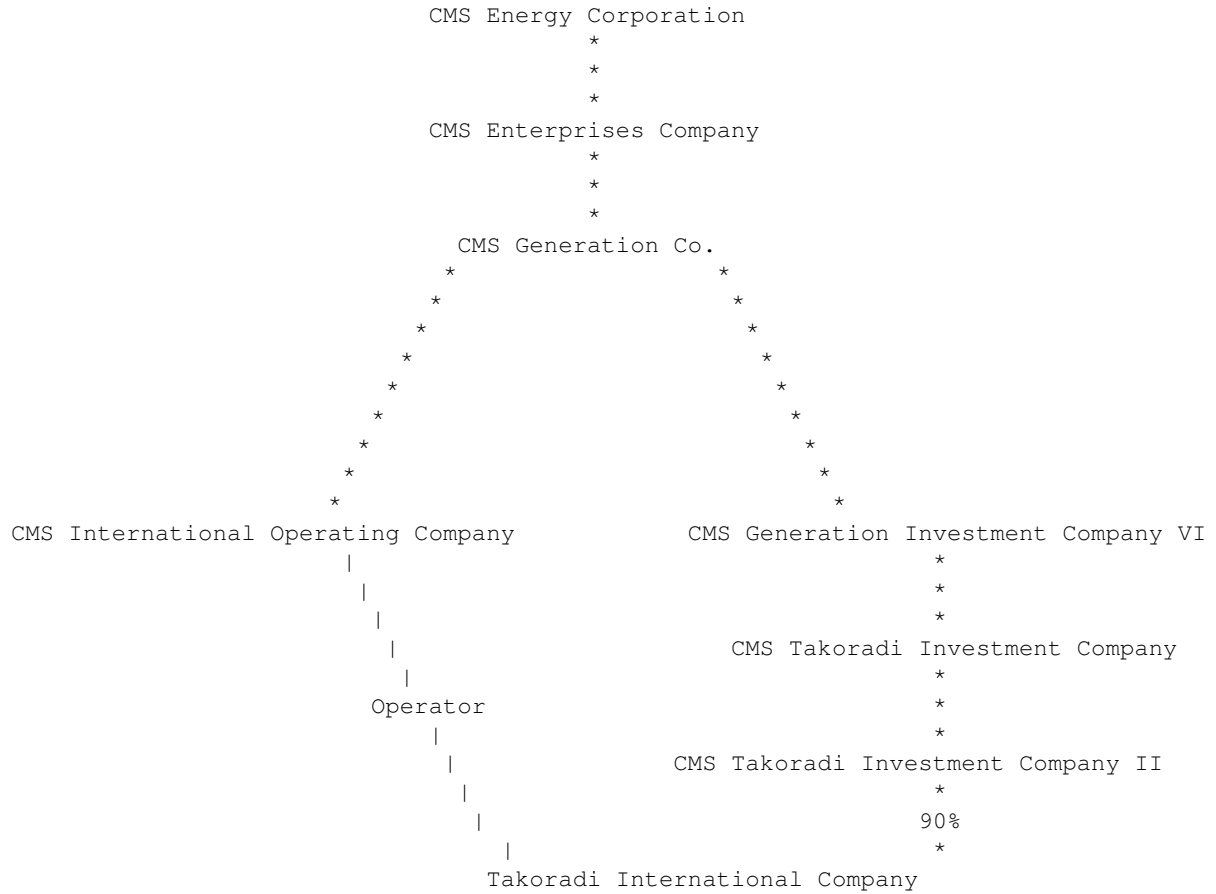 CMS Energy Corporation
*
*
*
CMS Enterprises Company
*
*
*
CMS Generation Co.
* *
* *
* *
* *
* *
* *
* *
* *
* *
CMS International Operating Company CMS Generation Investment Company VI
| *
| *
| *
| CMS Takoradi Investment Company
| *
Operator *
| *
| CMS Takoradi Investment Company II
| *
| 90%
| *
Takoradi International Company